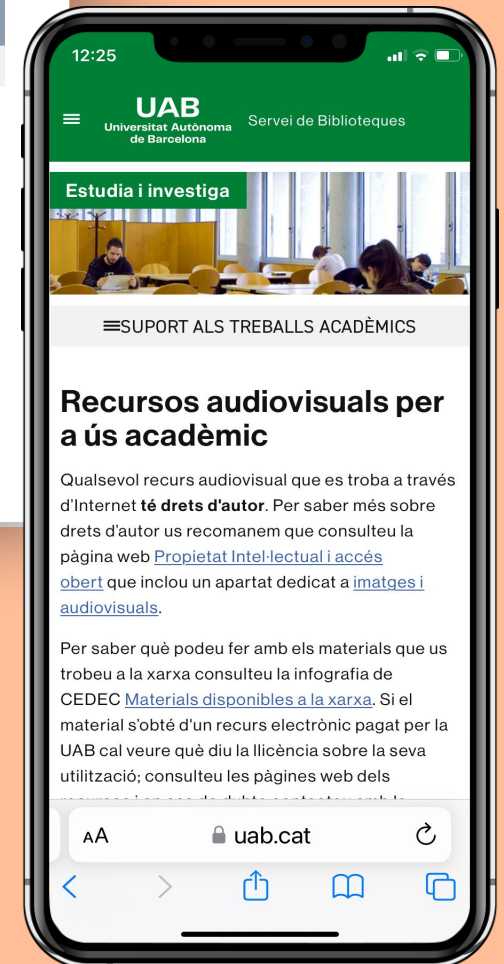 12:25
UAB
Universitat Autònoma
de Barcelona
Servei de Biblioteques
Estudia i investiga
SUPORT ALS TREBALLS ACADÈMICS
Recursos audiovisuals per
a ús acadèmic
Qualsevol recurs audiovisual que es troba a través
d'Internet té drets d'autor. Per saber més sobre
drets d'autor us recomanem que consulteu la
pàgina web Propietat Intel·lectual i accés
obert que inclou un apartat dedicat a imatges i
audiovisuals.
Per saber què podeu fer amb els materials que us
trobeu a la xarxa consulteu la infografia de
CEDEC Materials disponibles a la xarxa. Si el
material s'obté d'un recurs electrònic pagat per la
UAB cal veure què diu la llicència sobre la seva
utilització; consulteu les pàgines web dels
AA
uab.cat